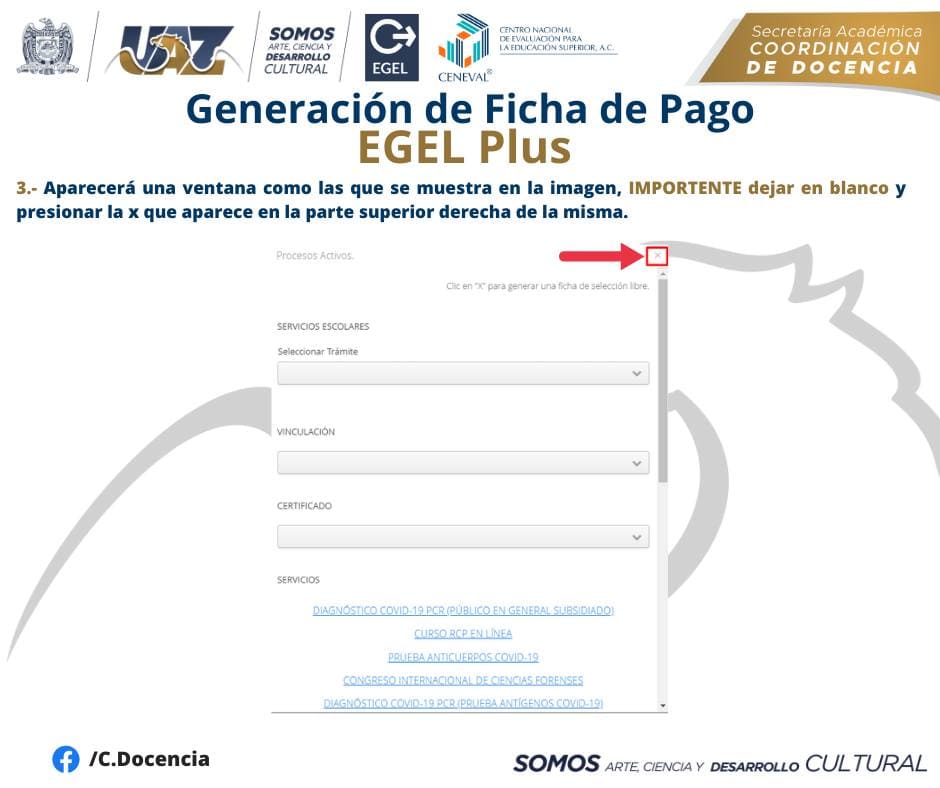 UAZ
SOMOS
ARTE, CIENCIA Y
DESARROLLO
CULTURAL
EGEL
CENEVAL®
CENTRO NACIONAL
DE EVALUACIÓN PARA
LA EDUCACIÓN SUPERIOR, A.C.
Secretaría Académica
COORDINACIÓN
DE DOCENCIA
Generación de Ficha de Pago
EGEL Plus
3.- Aparecerá una ventana como las que se muestra en la imagen, IMPORTENTE dejar en blanco y
presionar la x que aparece en la parte superior derecha de la misma.
Procesos Activos.
×
Clic en "X" para generar una ficha de selección libre.
SERVICIOS ESCOLARES
Seleccionar Trámite
VINCULACIÓN
CERTIFICADO
SERVICIOS
DIAGNÓSTICO COVID-19 PCR (PÚBLICO EN GENERAL SUBSIDIADO)
CURSO RCP EN LÍNEA
PRUEBA ANTICUERPOS COVID-19
CONGRESO INTERNACIONAL DE CIENCIAS FORENSES
DIAGNÓSTICO COVID-19 PCR (PRUEBA ANTÍGENOS COVID-19)
/C.Docencia
SOMOS ARTE, CIENCIA Y DESARROLLO CULTURAL